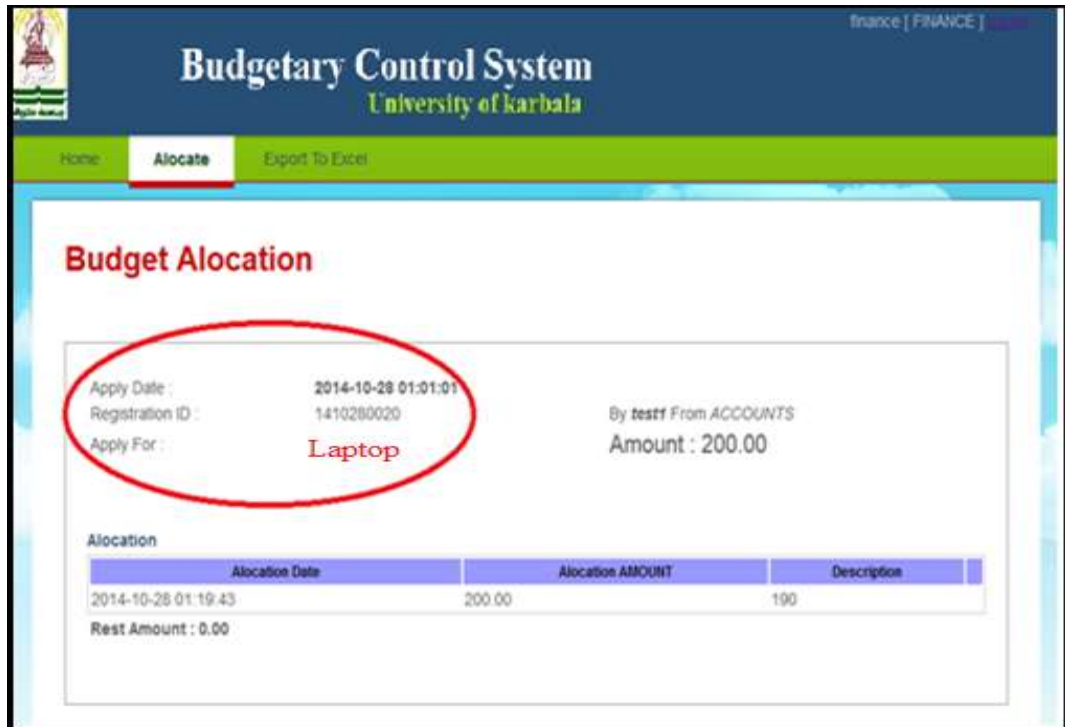 finance [ FINANCE ]
Budgetary Control System
University of karbala
Home Alocate Export To Excel
Budget Alocation
Apply Date : 2014-10-28 01:01:01
Registration ID : 1410280020 By test1 From ACCOUNTS
Apply For : Laptop Amount : 200.00
Alocation
Alocation Date Alocation AMOUNT Description
2014-10-28 01:19:43 200.00 190
Rest Amount : 0.00